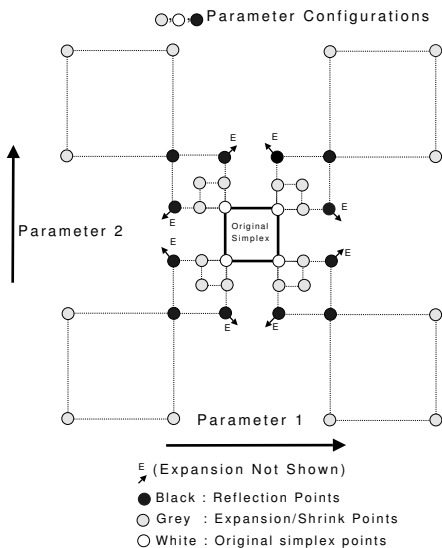 Parameter Configurations
E E
E E
Original
Simplex
Parameter 2
E E
E E
Parameter 1
E (Expansion Not Shown)
Black : Reflection Points
Grey : Expansion/Shrink Points
White : Original simplex points